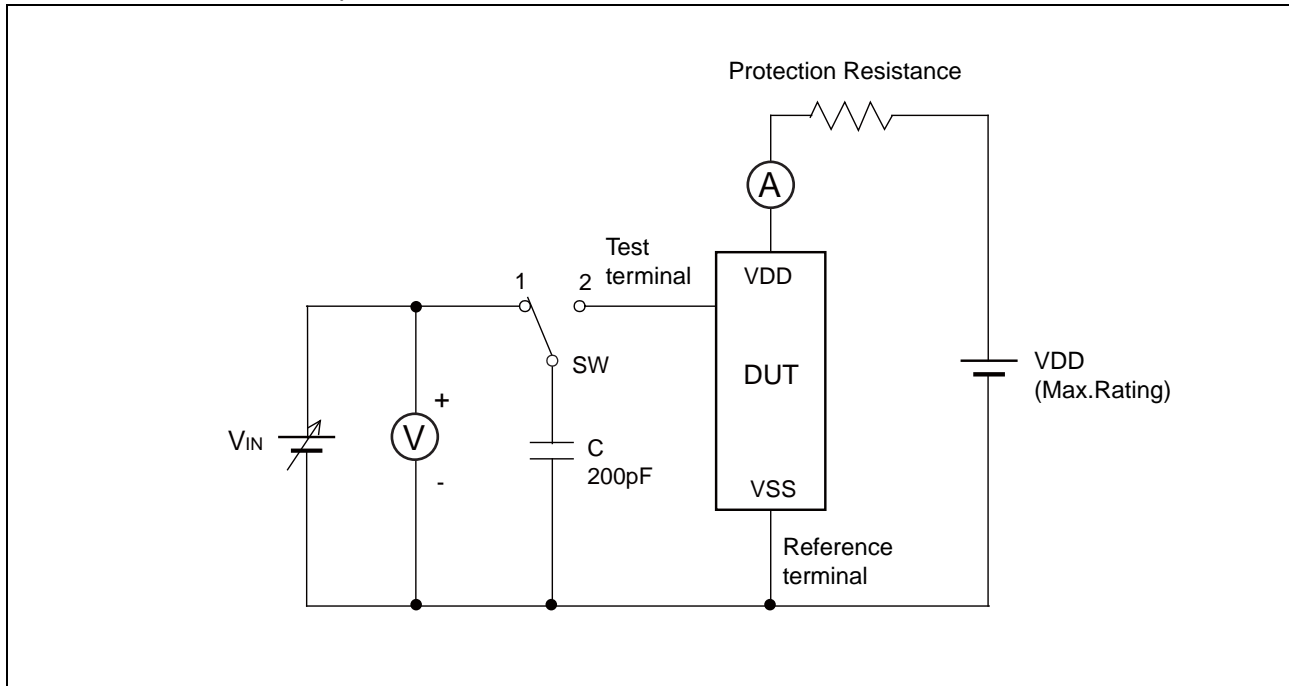 Protection Resistance
A
Test
terminal
VDD
1
2
SW
DUT
VDD
(Max.Rating)
+
VIN
V
C
200pF
-
VSS
Reference
terminal